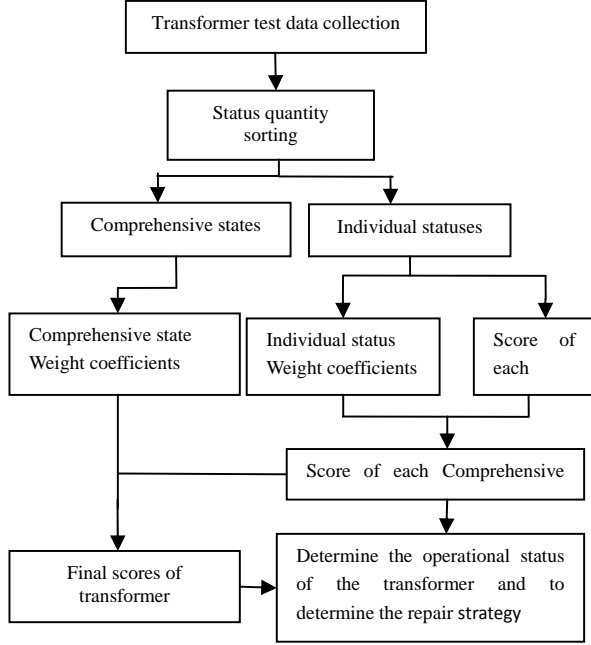 Transformer test data collection
Status quantity
sorting
Comprehensive states
Individual statuses
Comprehensive state
Weight coefficients
Individual status
Weight coefficients
Score of
each
Score of each Comprehensive
Final scores of
transformer
Determine the operational status
of the transformer and to
determine the repair strategy